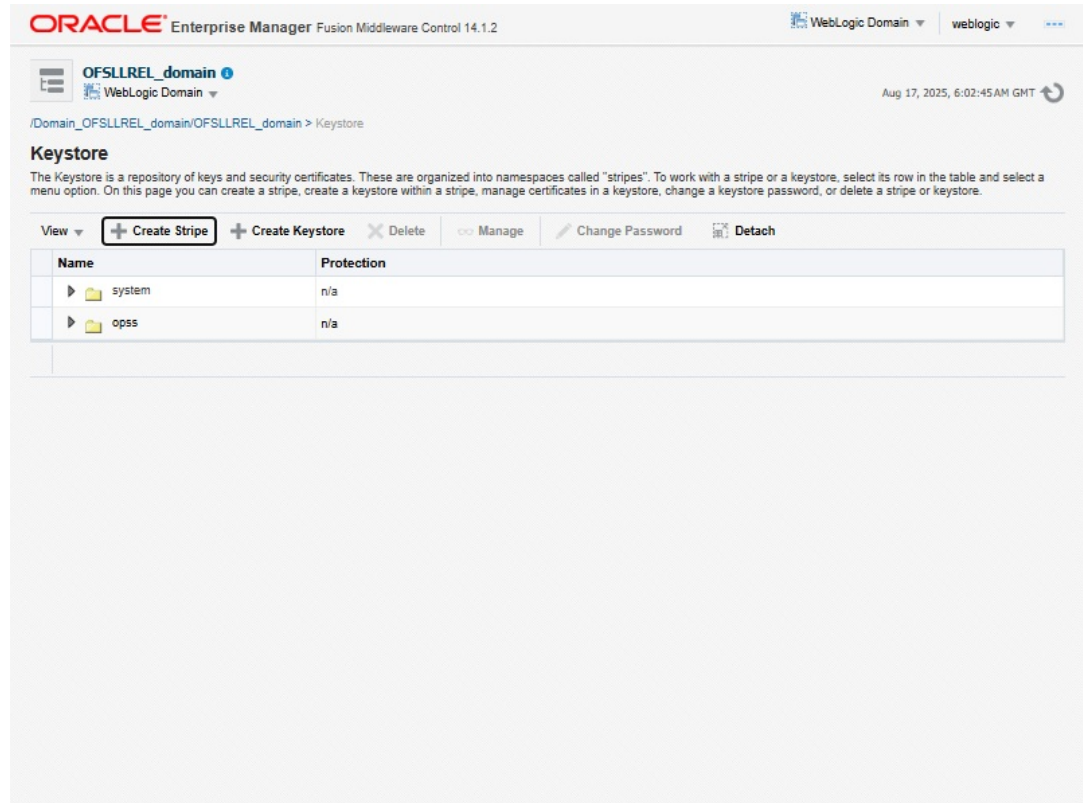 ORACLE Enterprise Manager Fusion Middleware Control 14.1.2
WebLogic Domain
weblogic
OFSLLREL_domain
WebLogic Domain
Aug 17, 2025, 6:02:45 AM GMT
/Domain_OFSLLREL_domain/OFSLLREL_domain > Keystore
Keystore
The Keystore is a repository of keys and security certificates. These are organized into namespaces called "stripes". To work with a stripe or a keystore, select its row in the table and select a
menu option. On this page you can create a stripe, create a keystore within a stripe, manage certificates in a keystore, change a keystore password, or delete a stripe or keystore.
View Create Stripe Create Keystore Delete Manage Change Password Detach
Name Protection
system n/a
opss n/a